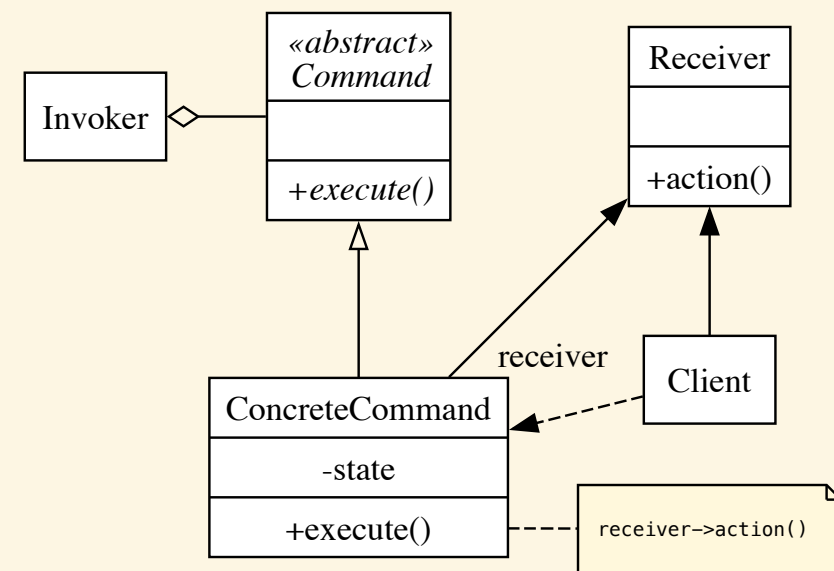 «abstract»
Command
Invoker
+execute()
Receiver
+action()
receiver
Client
ConcreteCommand
-state
+execute()
receiver–>action()